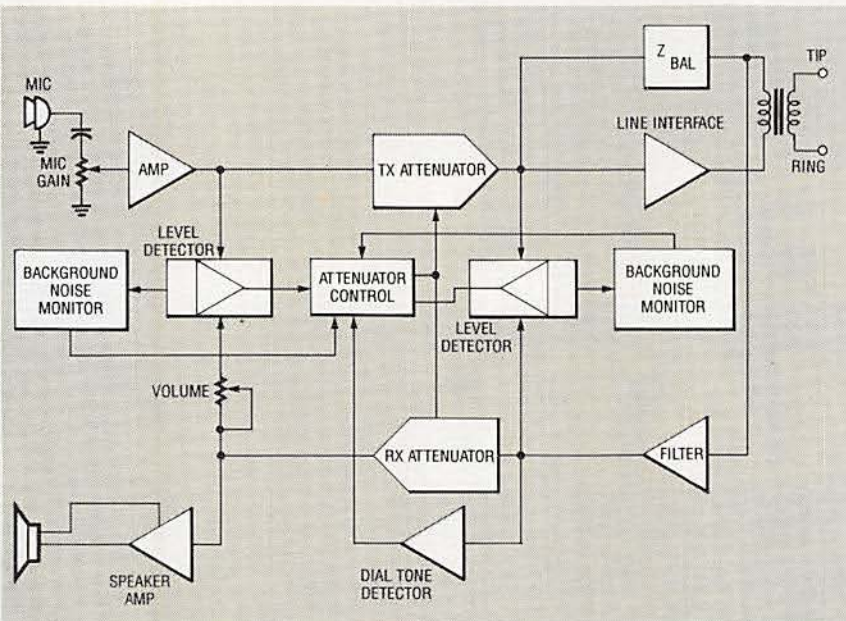 Z
BAL
TIP
MIC
LINE INTERFACE
MIC
GAIN
AMP
TX ATTENUATOR
RING
LEVEL
DETECTOR
BACKGROUND
NOISE
MONITOR
ATTENUATOR
CONTROL
LEVEL
DETECTOR
BACKGROUND
NOISE
MONITOR
VOLUME
RX ATTENUATOR
FILTER
SPEAKER
AMP
DIAL TONE
DETECTOR